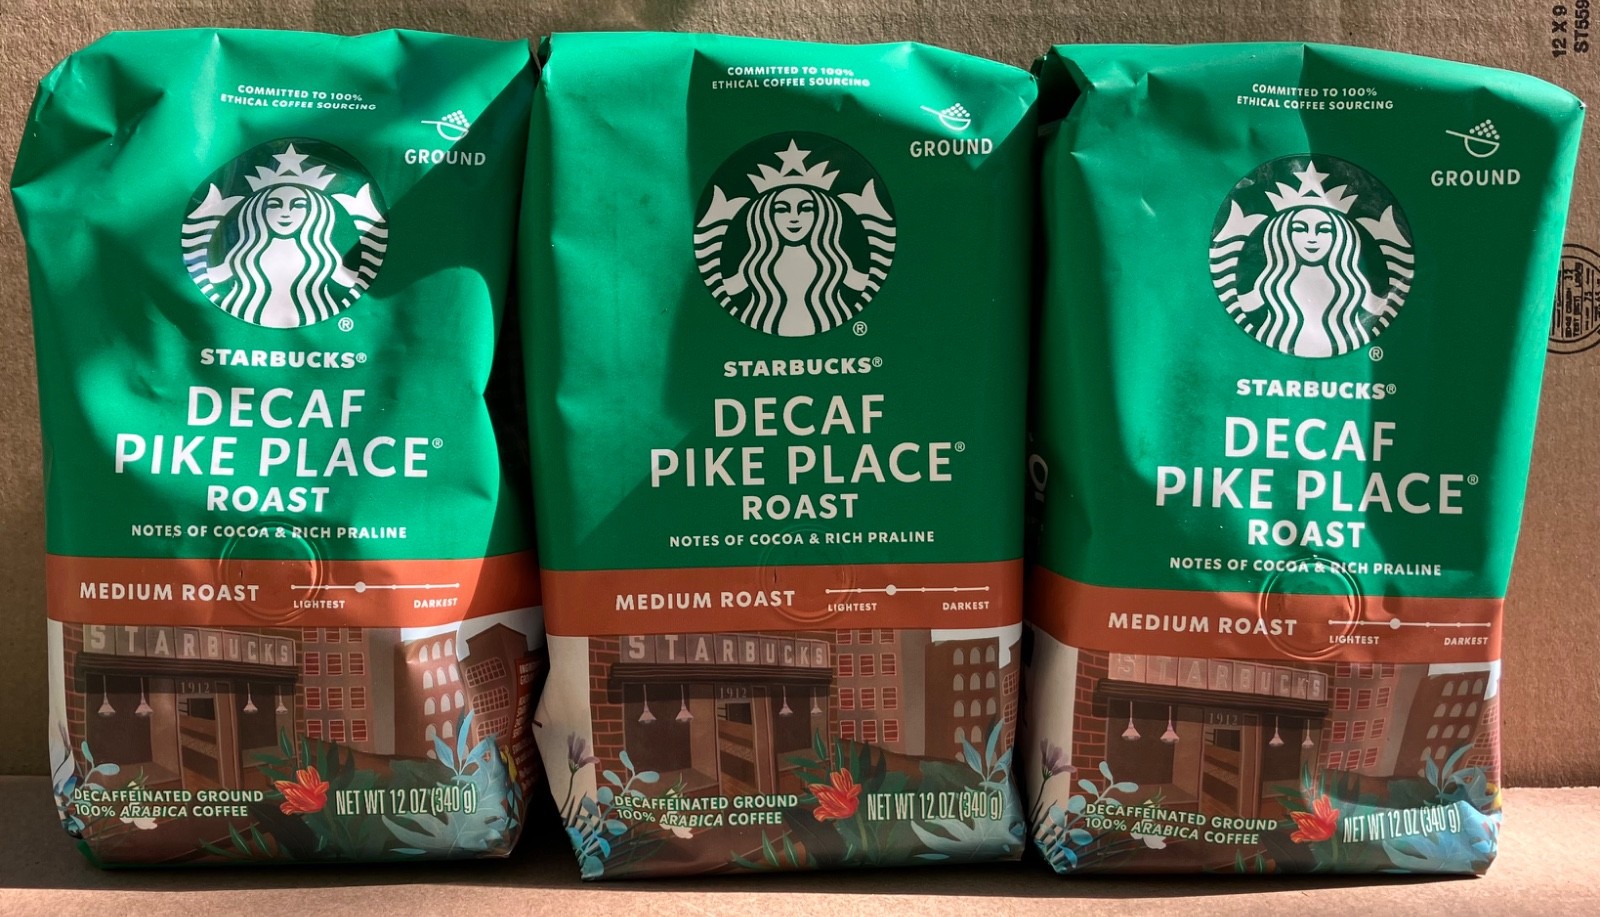 COMMITTED TO 100%
ETHICAL COFFEE SOURCING
GROUND
®
STARBUCKS®
DECAF
PIKE PLACE®
ROAST
NOTES OF COCOA & RICH PRALINE
MEDIUM ROAST
LIGHTEST
DARKEST
STARBUCKS
1912
DECAFFEINATED GROUND
100% ARABICA COFFEE
NET WT 12 OZ (340 g)
COMMITTED TO 100%
ETHICAL COFFEE SOURCING
GROUND
®
STARBUCKS®
DECAF
PIKE PLACE®
ROAST
NOTES OF COCOA & RICH PRALINE
MEDIUM ROAST
LIGHTEST
DARKEST
STARBUCKS
1912
DECAFFEINATED GROUND
100% ARABICA COFFEE
NET WT 12 OZ (340 g)
COMMITTED TO 100%
ETHICAL COFFEE SOURCING
GROUND
®
STARBUCKS®
DECAF
PIKE PLACE®
ROAST
NOTES OF COCOA & RICH PRALINE
MEDIUM ROAST
LIGHTEST
DARKEST
STARBUCKS
1912
DECAFFEINATED GROUND
100% ARABICA COFFEE
NET WT 12 OZ (340 g)
12 X 9
ST559